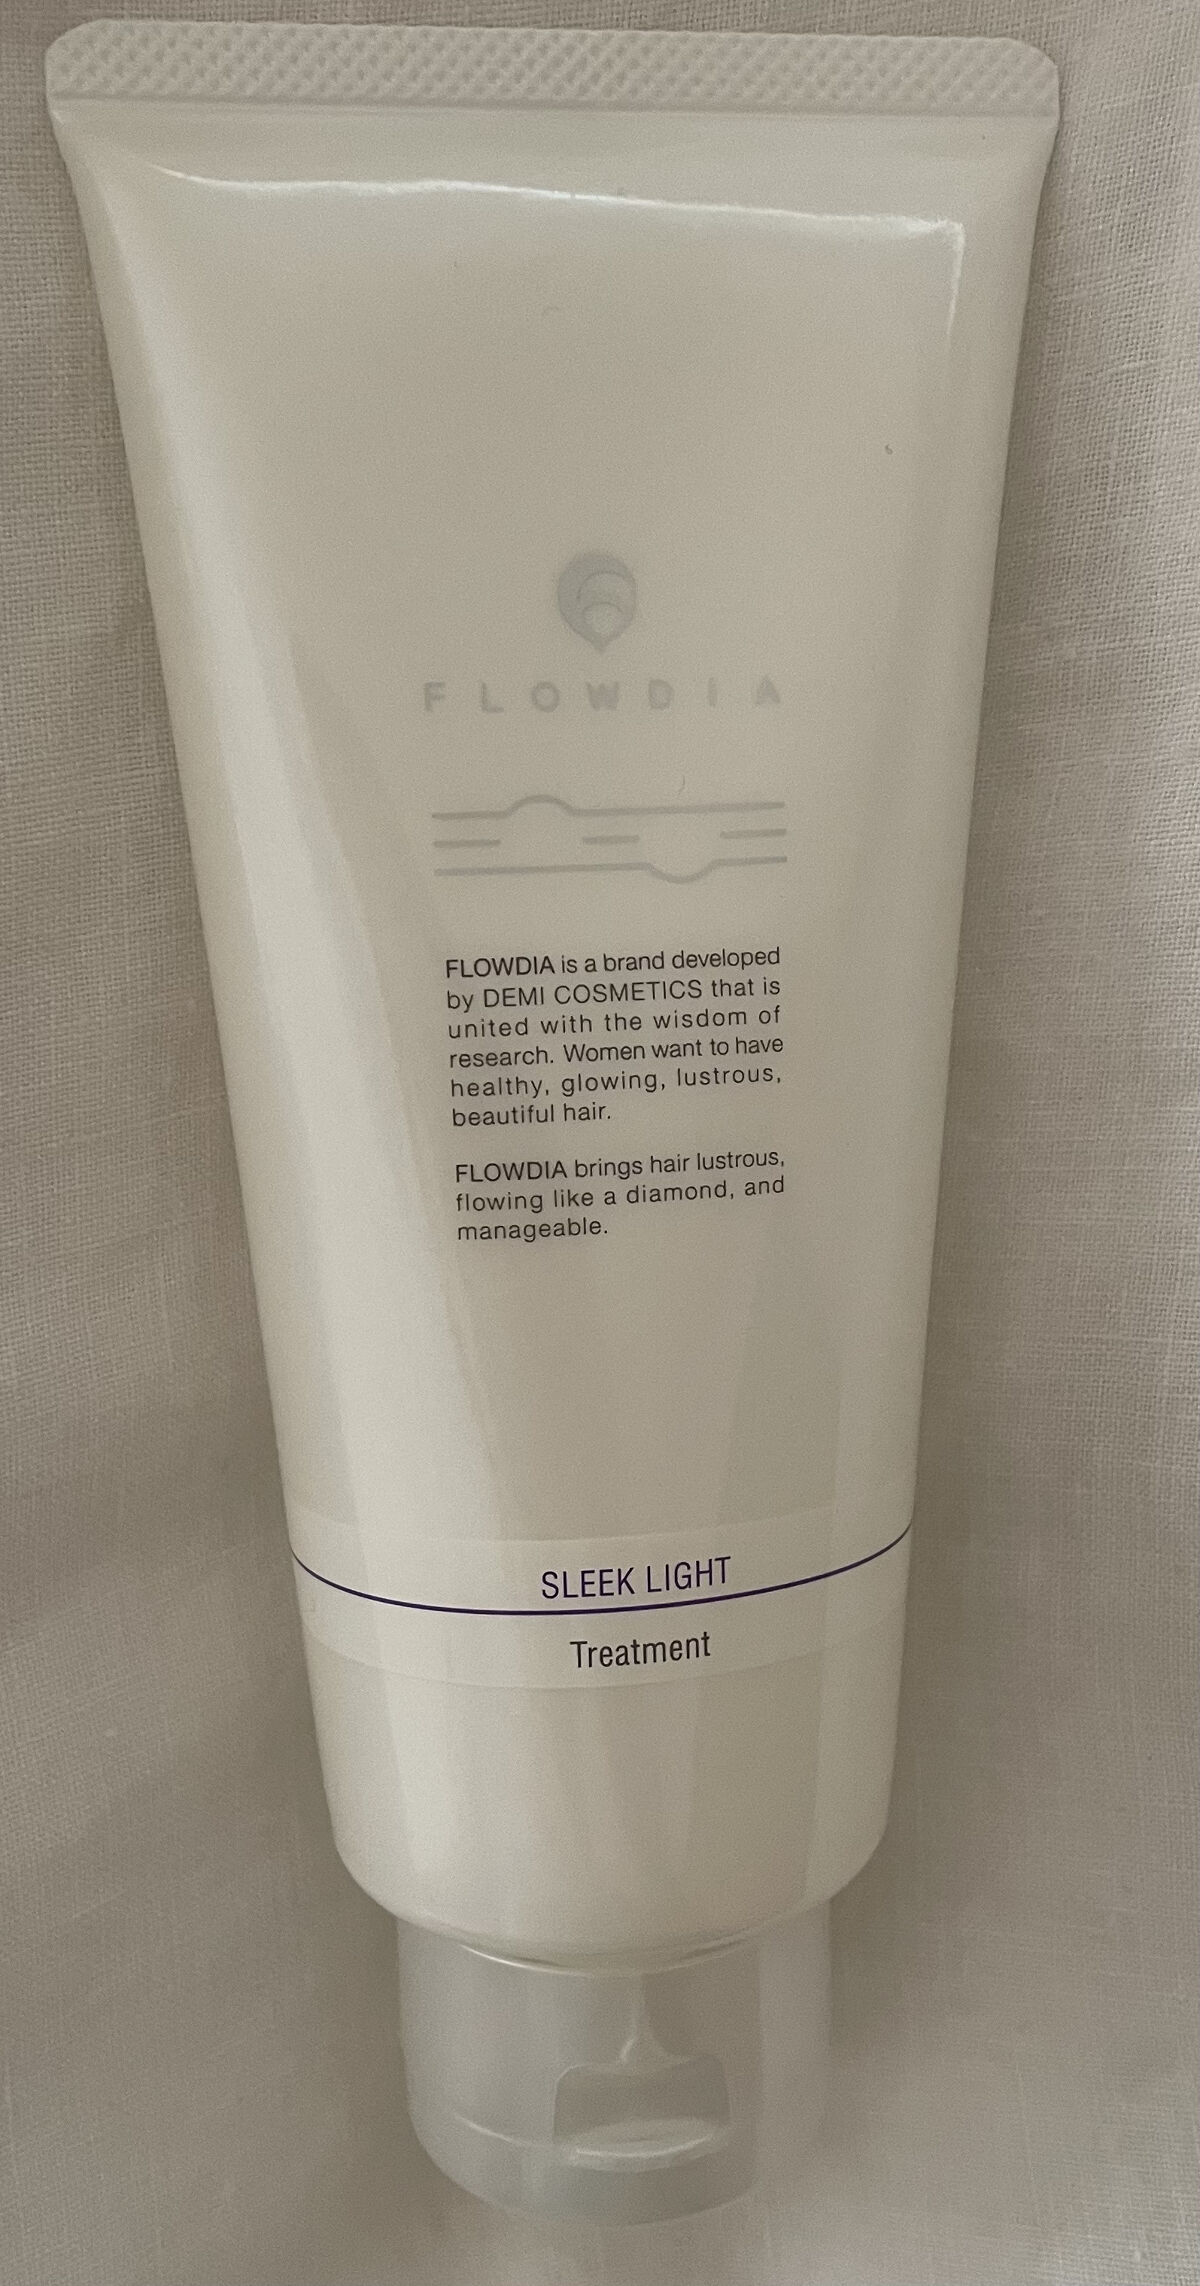 FLOWDIA
FLOWDIA is a brand developed
by DEMI COSMETICS that is
united with the wisdom of
research. Women want to have
healthy, glowing, lustrous,
beautiful hair.
FLOWDIA brings hair lustrous,
flowing like a diamond, and
manageable.
SLEEK LIGHT
Treatment